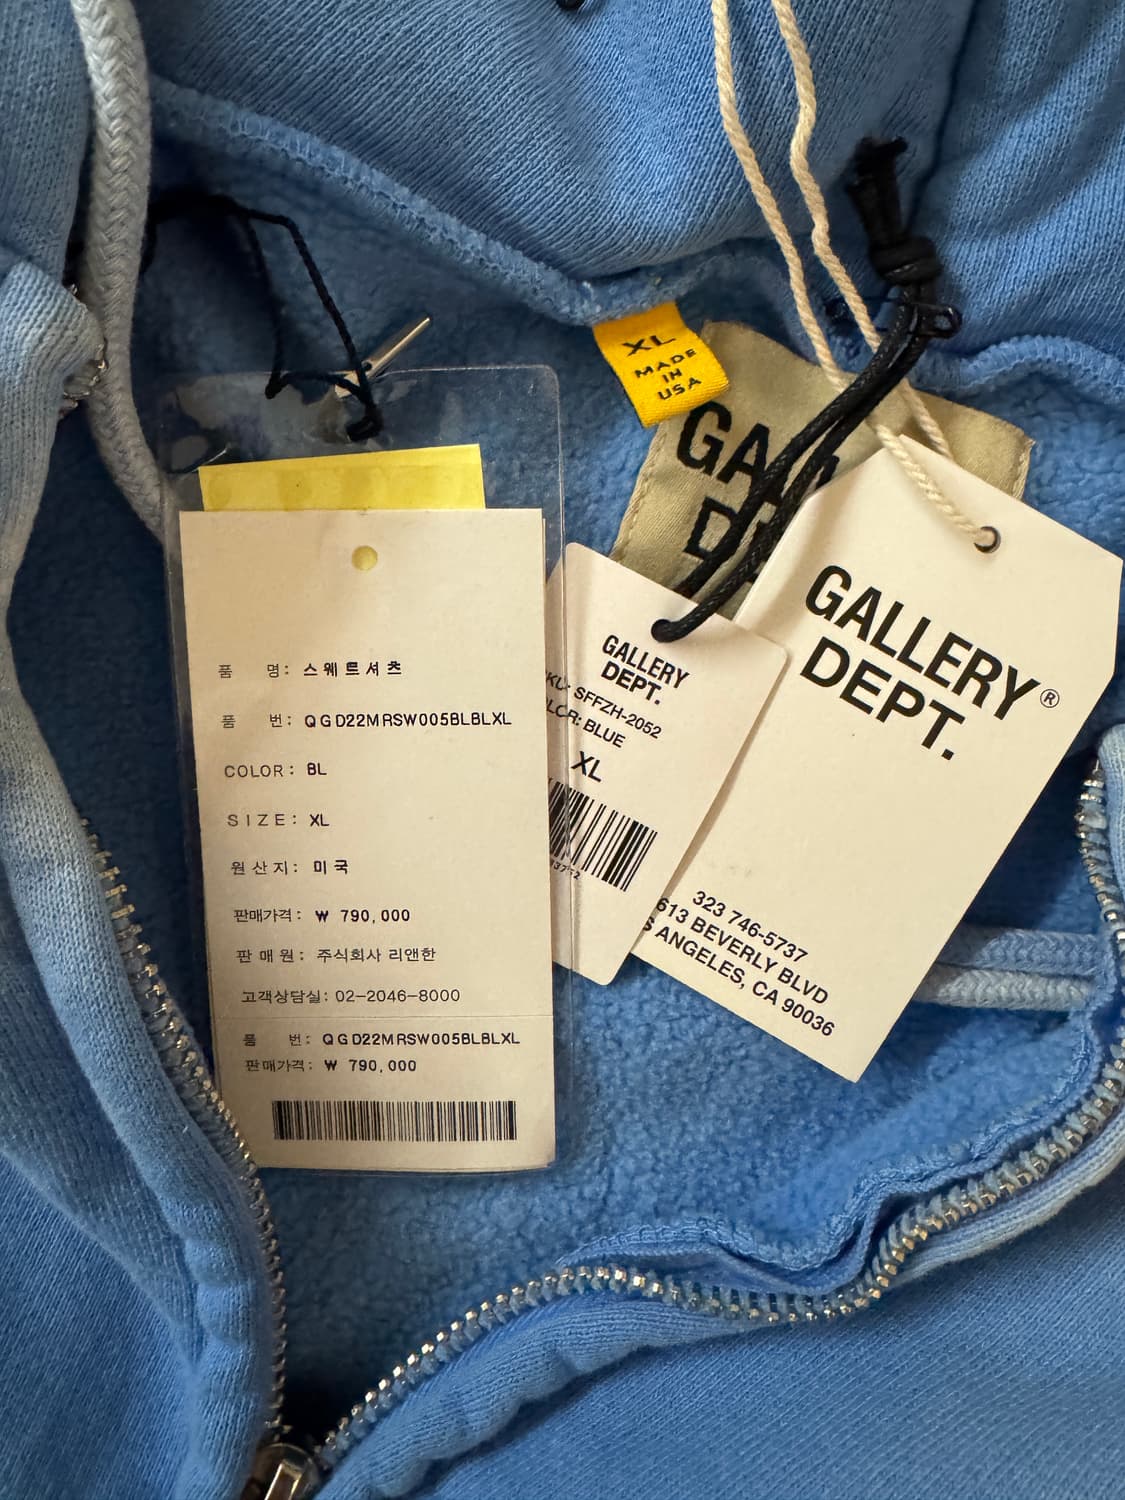 XL
MADE
IN
USA
품 명: 스웨트셔츠
품 번: QGD22MRSW005BLBLXL
COLOR: BL
SIZE: XL
원산지: 미국
판매가격: ₩ 790,000
판매원: 주식회사 리앤한
고객상담실: 02-2046-8000
품 번: QGD22MRSW005BLBLXL
판매가격: ₩ 790,000
GALLERY
DEPT.
SFFZH-2052
BLUE
XL
GALLERY
DEPT.®
323 746-5737
613 BEVERLY BLVD
ANGELES, CA 90036